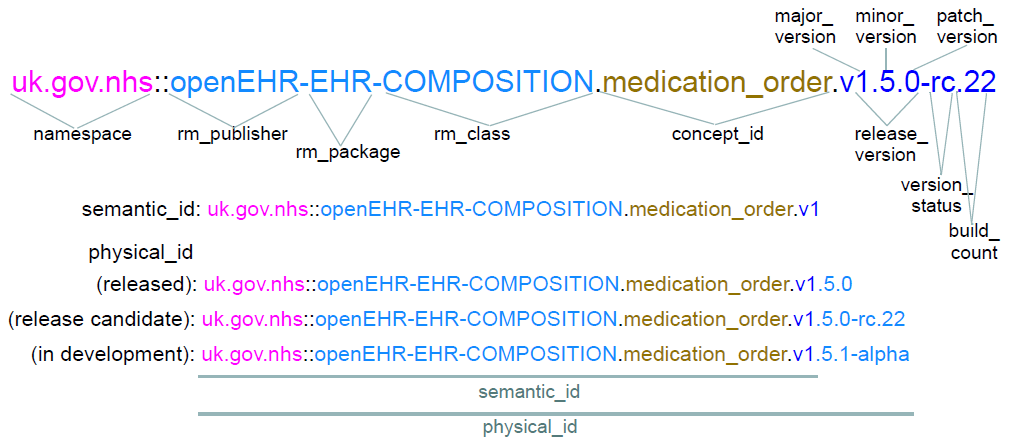 major_
version
minor_
version
patch_
version
uk.gov.nhs::openEHR-EHR-COMPOSITION.medication_order.v1.5.0-rc.22
namespace
rm_publisher
rm_package
rm_class
concept_id
release_
version
version_
status
build_
count
semantic_id: uk.gov.nhs::openEHR-EHR-COMPOSITION.medication_order.v1
physical_id
(released): uk.gov.nhs::openEHR-EHR-COMPOSITION.medication_order.v1.5.0
(release candidate): uk.gov.nhs::openEHR-EHR-COMPOSITION.medication_order.v1.5.0-rc.22
(in development): uk.gov.nhs::openEHR-EHR-COMPOSITION.medication_order.v1.5.1-alpha
semantic_id
physical_id